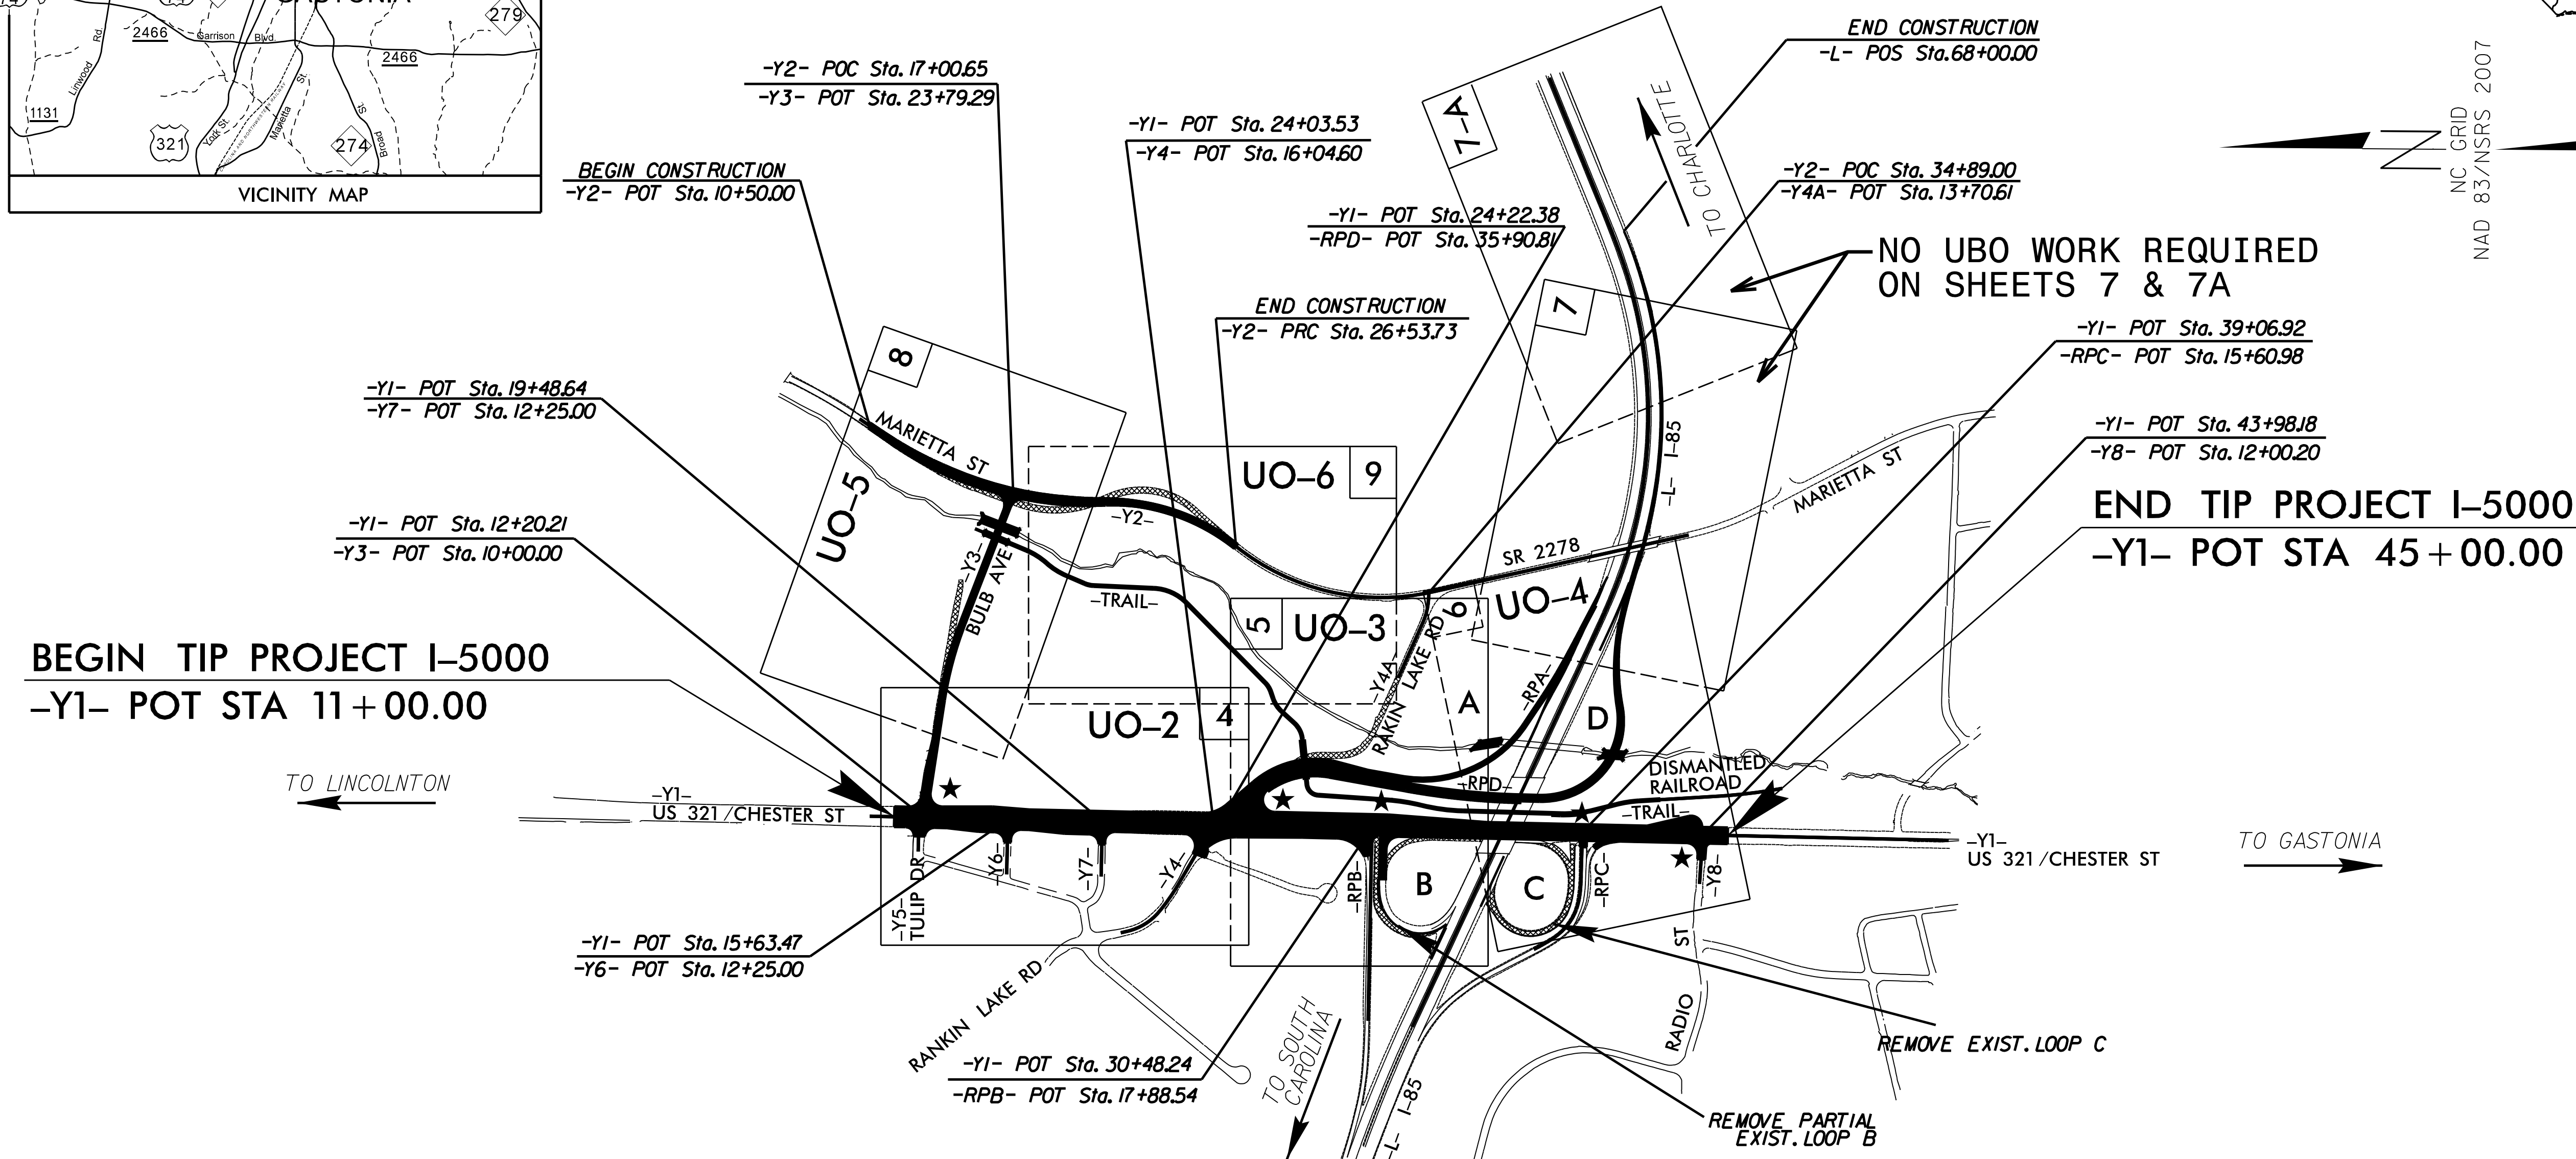 GASTONIA
279
2466
Garrison Blvd.
2466
Rd.
Linwood
1131
St.
Marietta
St.
York St.
321
274
Broad
VICINITY MAP
-Y2- POC Sta. 17+00.65
-Y3- POT Sta. 23+79.29
BEGIN CONSTRUCTION
-Y2- POT Sta. 10+50.00
-Y1- POT Sta. 24+03.53
-Y4- POT Sta. 16+04.60
-Y1- POT Sta. 24+22.38
-RPD- POT Sta. 35+90.81
END CONSTRUCTION
-Y2- PRC Sta. 26+53.73
END CONSTRUCTION
-L- POS Sta.68+00.00
-Y2- POC Sta. 34+89.00
-Y4A- POT Sta. 13+70.61
NC GRID
NAD 83/NSRS 2007
7-A
TO CHARLOTTE
NO UBO WORK REQUIRED
ON SHEETS 7 & 7A
7
-Y1- POT Sta. 39+06.92
-RPC- POT Sta. 15+60.98
-Y1- POT Sta. 43+98.18
-Y8- POT Sta. 12+00.20
END TIP PROJECT I-5000
-Y1- POT STA 45+00.00
-Y1- POT Sta. 19+48.64
-Y7- POT Sta. 12+25.00
-Y1- POT Sta. 12+20.21
-Y3- POT Sta. 10+00.00
BEGIN TIP PROJECT I-5000
-Y1- POT STA 11+00.00
8
MARIETTA ST
UO-5
UO-6
9
-Y2-
-L- I-85
MARIETTA ST
SR 2278
-Y3-
BULB AVE
-TRAIL-
5
UO-3
6
UO-4
-Y4A-
RAKIN LAKE RD
A
-RPA-
D
UO-2
4
TO LINCOLNTON
-Y1-
US 321/CHESTER ST
-RPD-
DISMANTLED
RAILROAD
-TRAIL-
-Y1-
US 321/CHESTER ST
TO GASTONIA
-Y5-
TULIP DR
-Y6-
-Y7-
-Y4-
-RPB-
B
C
-RPC-
-Y8-
-Y1- POT Sta. 15+63.47
-Y6- POT Sta. 12+25.00
RANKIN LAKE RD
-Y1- POT Sta. 30+48.24
-RPB- POT Sta. 17+88.54
TO SOUTH
CAROLINA
-L- I-85
RADIO ST
REMOVE EXIST. LOOP C
REMOVE PARTIAL
EXIST. LOOP B